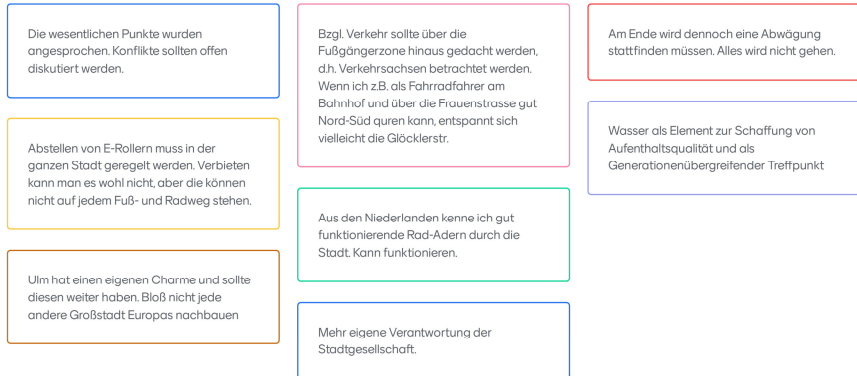 Die wesentlichen Punkte wurden
angesprochen. Konflikte sollten offen
diskutiert werden.
Abstellen von E-Rollern muss in der
ganzen Stadt geregelt werden. Verbieten
kann man es wohl nicht, aber die können
nicht auf jedem Fuß- und Radweg stehen.
Ulm hat einen eigenen Charme und sollte
diesen weiter haben. Bloß nicht jede
andere Großstadt Europas nachbauen
Bzgl. Verkehr sollte über die
Fußgängerzone hinaus gedacht werden,
d.h. Verkehrsachsen betrachtet werden.
Wenn ich z.B. als Fahrradfahrer am
Bahnhof und über die Frauenstrasse gut
Nord-Süd quren kann, entspannt sich
vielleicht die Glöcklerstr.
Aus den Niederlanden kenne ich gut
funktionierende Rad-Adern durch die
Stadt. Kann funktionieren.
Mehr eigene Verantwortung der
Stadtgesellschaft.
Am Ende wird dennoch eine Abwägung
stattfinden müssen. Alles wird nicht gehen.
Wasser als Element zur Schaffung von
Aufenthaltsqualität und als
Generationenübergreifender Treffpunkt